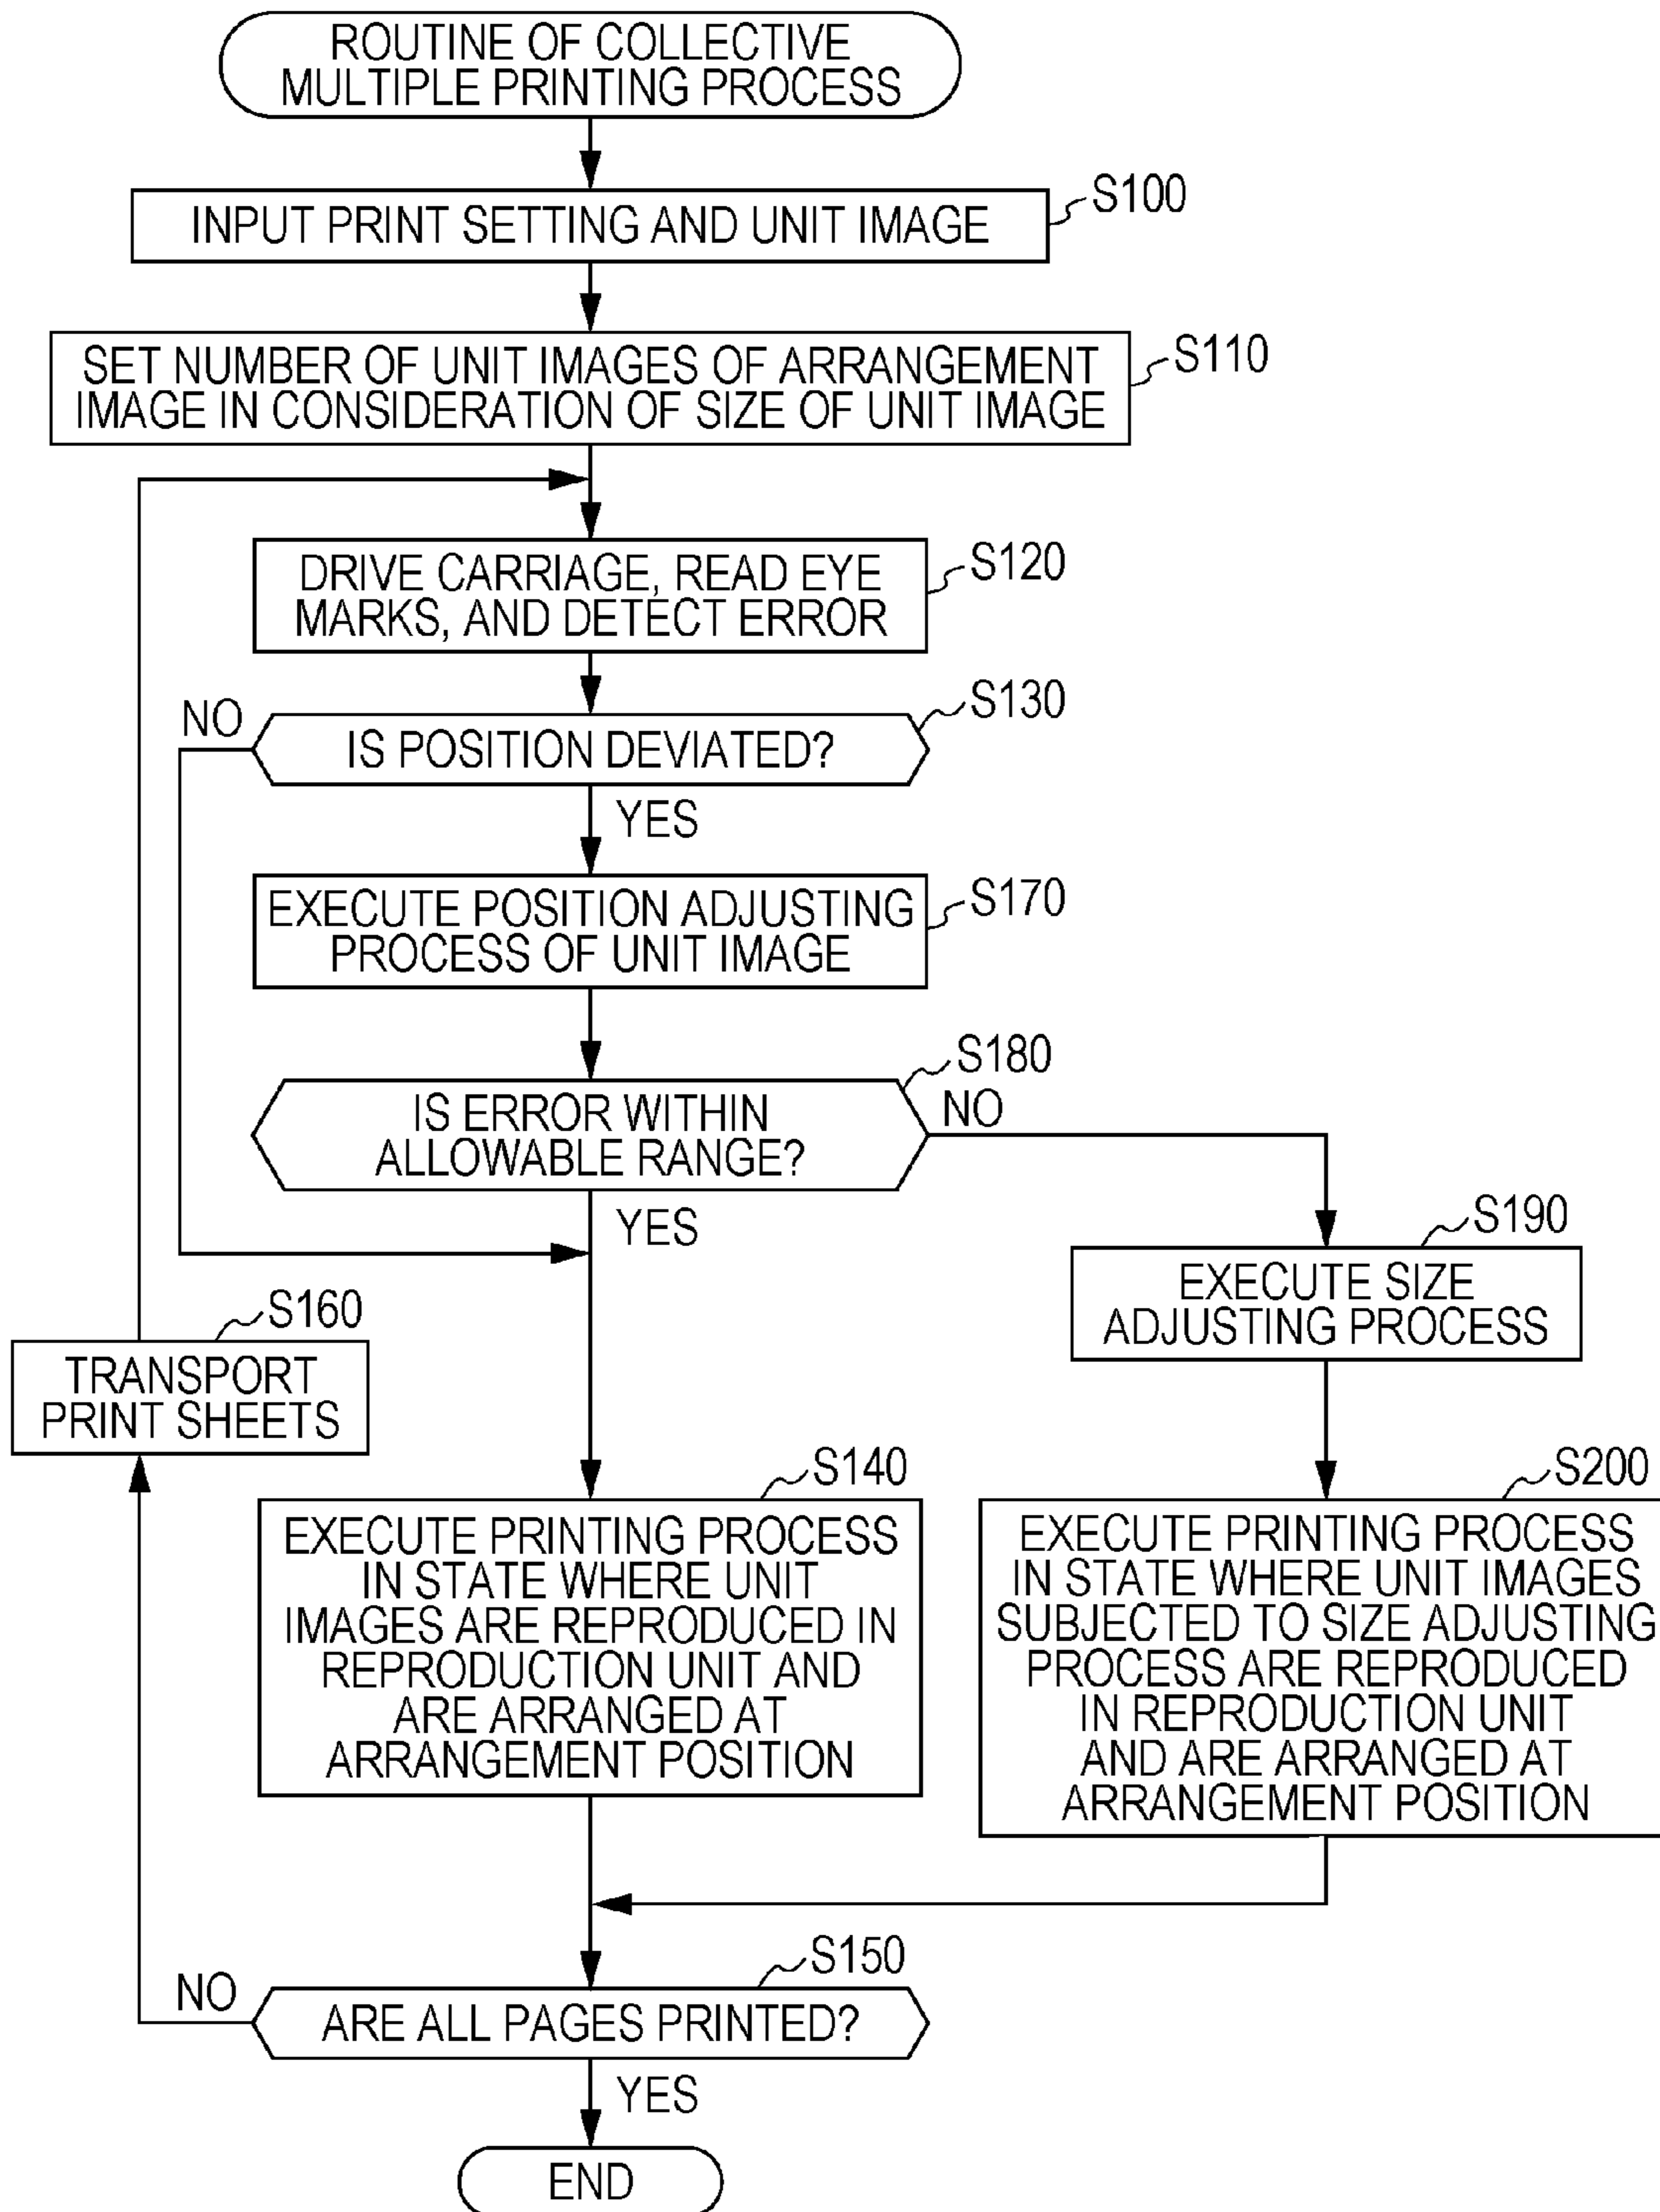 ROUTINE OF COLLECTIVE
MULTIPLE PRINTING PROCESS
S100
INPUT PRINT SETTING AND UNIT IMAGE
S110
SET NUMBER OF UNIT IMAGES OF ARRANGEMENT
IMAGE IN CONSIDERATION OF SIZE OF UNIT IMAGE
S120
DRIVE CARRIAGE, READ EYE
MARKS, AND DETECT ERROR
S130
NO
IS POSITION DEVIATED?
YES
S170
EXECUTE POSITION ADJUSTING
PROCESS OF UNIT IMAGE
S180
IS ERROR WITHIN
ALLOWABLE RANGE?
NO
YES
S190
EXECUTE SIZE
ADJUSTING PROCESS
S160
TRANSPORT
PRINT SHEETS
S140
EXECUTE PRINTING PROCESS
IN STATE WHERE UNIT
IMAGES ARE REPRODUCED IN
REPRODUCTION UNIT AND
ARE ARRANGED AT
ARRANGEMENT POSITION
S200
EXECUTE PRINTING PROCESS
IN STATE WHERE UNIT IMAGES
SUBJECTED TO SIZE ADJUSTING
PROCESS ARE REPRODUCED
IN REPRODUCTION UNIT
AND ARE ARRANGED AT
ARRANGEMENT POSITION
S150
NO
ARE ALL PAGES PRINTED?
YES
END